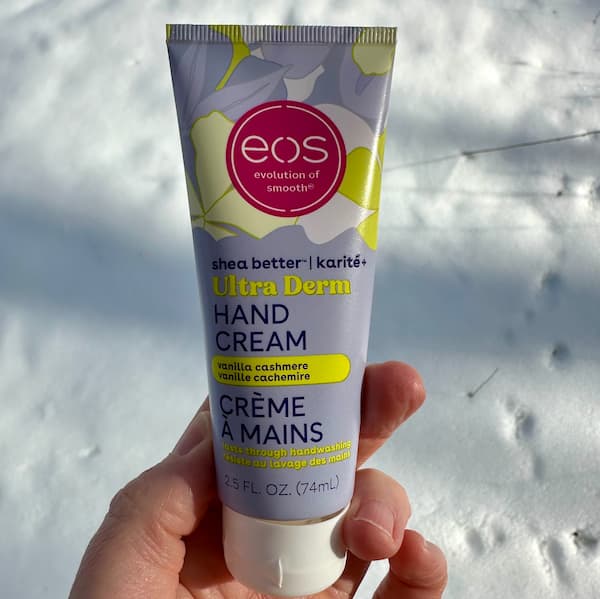 eos
evolution of
smooth®
shea better™ | karité+
Ultra Derm
HAND
CREAM
vanilla cashmere
vanille cachemire
CRÈME
À MAINS
lasts through handwashing
résiste au lavage des mains
2.5 FL. OZ. (74mL)